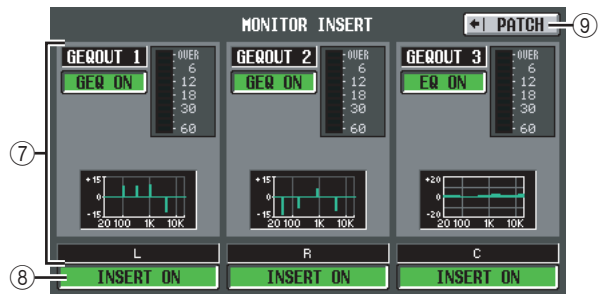 MONITOR INSERT
PATCH
⑨
⑦
GEQOUT 1
GEQ ON
OVER
6
12
18
30
60
+15
0
-15
20 100 1K 10K
L
GEQOUT 2
GEQ ON
OVER
6
12
18
30
60
+15
0
-15
20 100 1K 10K
R
GEQOUT 3
EQ ON
OVER
6
12
18
30
60
+20
0
-20
20 100 1K 10K
C
⑧
INSERT ON
INSERT ON
INSERT ON